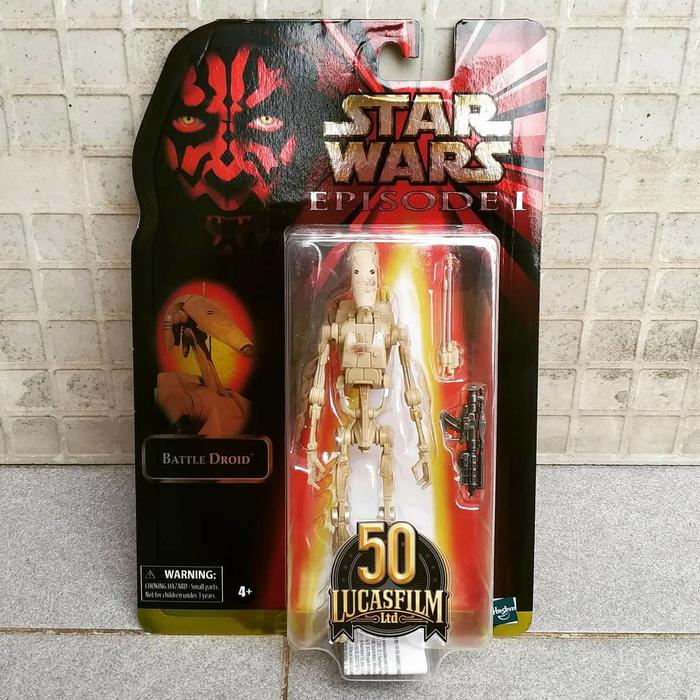 STAR
WARS
EPISODE I
BATTLE DROID™
WARNING:
CHOKING HAZARD - Small parts
Not for children under 3 years.
4+
50
LUCASFILM
Ltd
Hasbro